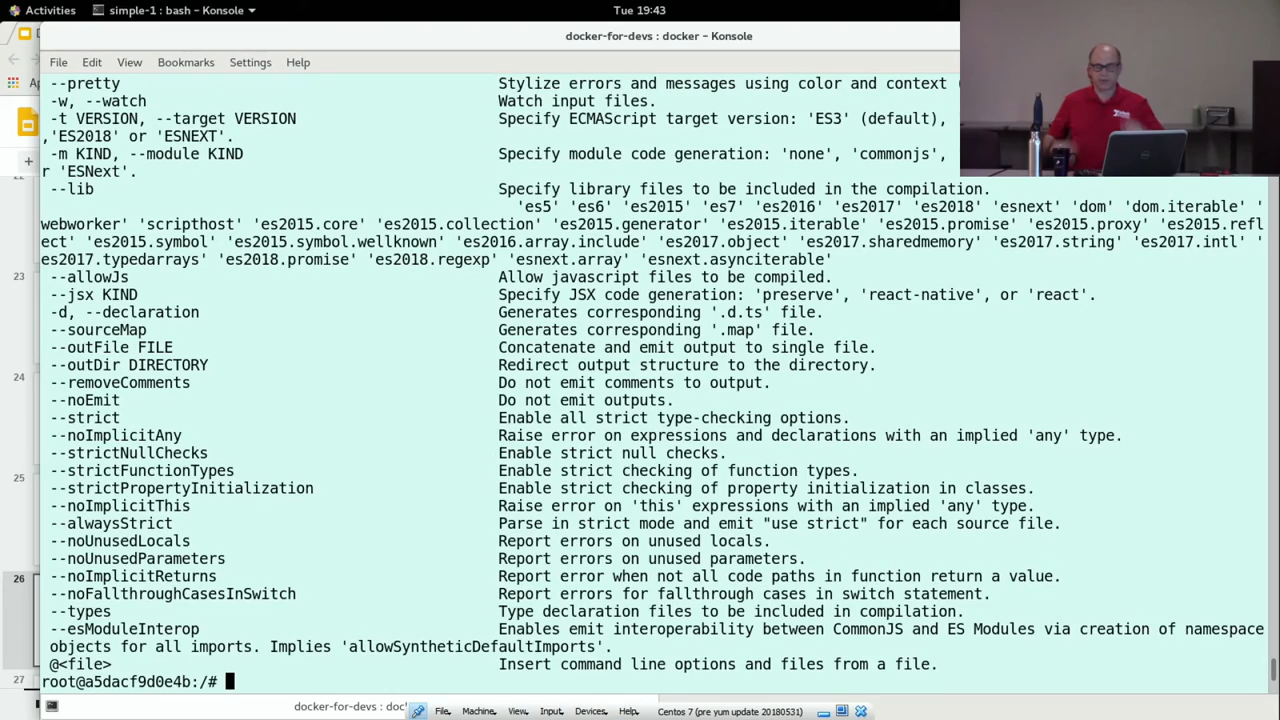 Activities
simple-1 : bash – Konsole
Tue 19:43
docker-for-devs : docker – Konsole
File Edit View Bookmarks Settings Help
--pretty Stylize errors and messages using color and context (
-w, --watch Watch input files.
-t VERSION, --target VERSION Specify ECMAScript target version: 'ES3' (default),
,'ES2018' or 'ESNEXT'.
-m KIND, --module KIND Specify module code generation: 'none', 'commonjs',
r 'ESNext'.
--lib Specify library files to be included in the compilation.
'es5' 'es6' 'es2015' 'es7' 'es2016' 'es2017' 'es2018' 'esnext' 'dom' 'dom.iterable' '
webworker' 'scripthost' 'es2015.core' 'es2015.collection' 'es2015.generator' 'es2015.iterable' 'es2015.promise' 'es2015.proxy' 'es2015.refl
ect' 'es2015.symbol' 'es2015.symbol.wellknown' 'es2016.array.include' 'es2017.object' 'es2017.sharedmemory' 'es2017.string' 'es2017.intl' '
es2017.typedarrays' 'es2018.promise' 'es2018.regexp' 'esnext.array' 'esnext.asynciterable'
--allowJs Allow javascript files to be compiled.
--jsx KIND Specify JSX code generation: 'preserve', 'react-native', or 'react'.
-d, --declaration Generates corresponding '.d.ts' file.
--sourceMap Generates corresponding '.map' file.
--outFile FILE Concatenate and emit output to single file.
--outDir DIRECTORY Redirect output structure to the directory.
--removeComments Do not emit comments to output.
--noEmit Do not emit outputs.
--strict Enable all strict type-checking options.
--noImplicitAny Raise error on expressions and declarations with an implied 'any' type.
--strictNullChecks Enable strict null checks.
--strictFunctionTypes Enable strict checking of function types.
--strictPropertyInitialization Enable strict checking of property initialization in classes.
--noImplicitThis Raise error on 'this' expressions with an implied 'any' type.
--alwaysStrict Parse in strict mode and emit "use strict" for each source file.
--noUnusedLocals Report errors on unused locals.
--noUnusedParameters Report errors on unused parameters.
--noImplicitReturns Report error when not all code paths in function return a value.
--noFallthroughCasesInSwitch Report errors for fallthrough cases in switch statement.
--types Type declaration files to be included in compilation.
--esModuleInterop Enables emit interoperability between CommonJS and ES Modules via creation of namespace
objects for all imports. Implies 'allowSyntheticDefaultImports'.
@<file> Insert command line options and files from a file.
root@a5dacf9d0e4b:/#
23
24
25
26
27
docker-for-devs : doc
File Machine View Input Devices Help
Centos 7 (pre yum update 20180531)